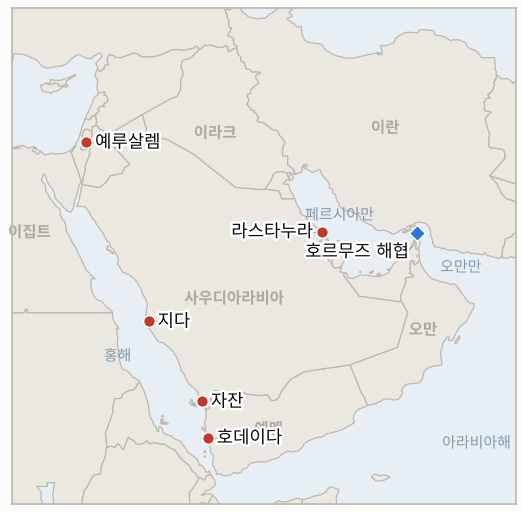 이라크
이란
예루살렘
페르시아만
이집트
라스타누라
호르무즈 해협
오만만
사우디아라비아
지다
오만
홍해
자잔
예멘
호데이다
아라비아해